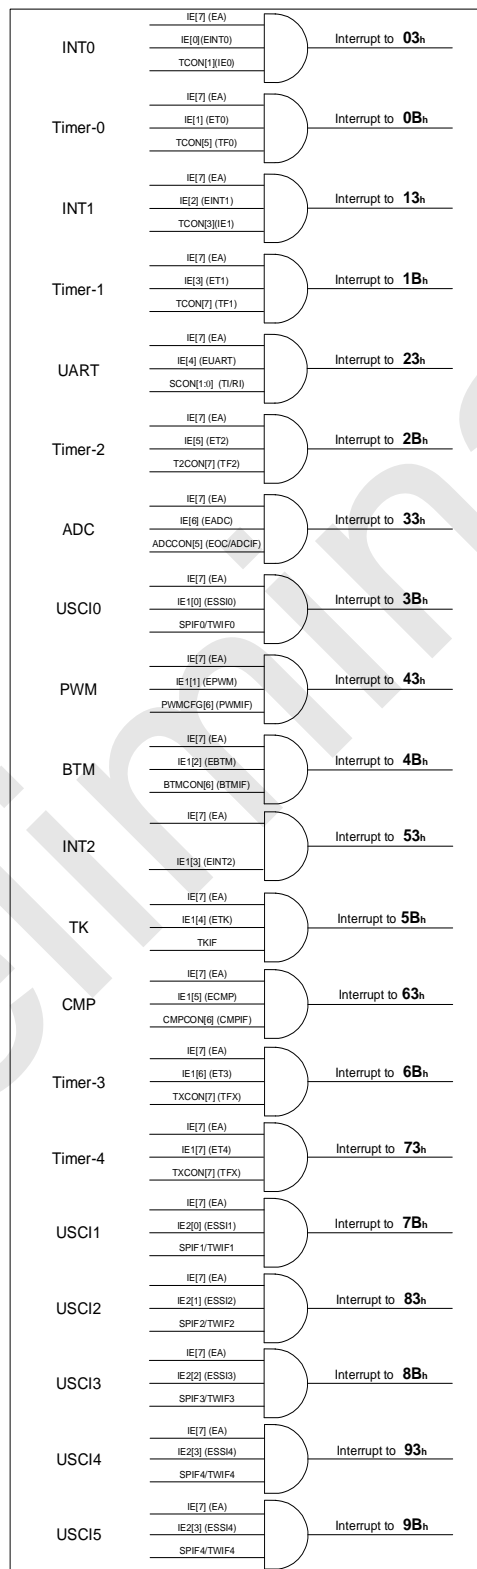 IE[7] (EA)
INT0 IE[0](EINT0) Interrupt to 03h
TCON[1](IE0)
IE[7] (EA)
Timer-0 IE[1] (ET0) Interrupt to 0Bh
TCON[5] (TF0)
IE[7] (EA)
INT1 IE[2] (EINT1) Interrupt to 13h
TCON[3](IE1)
IE[7] (EA)
Timer-1 IE[3] (ET1) Interrupt to 1Bh
TCON[7] (TF1)
IE[7] (EA)
UART IE[4] (EUART) Interrupt to 23h
SCON[1:0] (TI/RI)
IE[7] (EA)
Timer-2 IE[5] (ET2) Interrupt to 2Bh
T2CON[7] (TF2)
IE[7] (EA)
ADC IE[6] (EADC) Interrupt to 33h
ADCCON[5] (EOC/ADCIF)
IE[7] (EA)
USCI0 IE1[0] (ESSI0) Interrupt to 3Bh
SPIF0/TWIF0
IE[7] (EA)
PWM IE1[1] (EPWM) Interrupt to 43h
PWMCFG[6] (PWMIF)
IE[7] (EA)
BTM IE1[2] (EBTM) Interrupt to 4Bh
BTMCON[6] (BTMIF)
IE[7] (EA)
INT2 Interrupt to 53h
IE1[3] (EINT2)
IE[7] (EA)
TK IE1[4] (ETK) Interrupt to 5Bh
TKIF
IE[7] (EA)
CMP IE1[5] (ECMP) Interrupt to 63h
CMPCON[6] (CMPIF)
IE[7] (EA)
Timer-3 IE1[6] (ET3) Interrupt to 6Bh
TXCON[7] (TFX)
IE[7] (EA)
Timer-4 IE1[7] (ET4) Interrupt to 73h
TXCON[7] (TFX)
IE[7] (EA)
USCI1 IE2[0] (ESSI1) Interrupt to 7Bh
SPIF1/TWIF1
IE[7] (EA)
USCI2 IE2[1] (ESSI2) Interrupt to 83h
SPIF2/TWIF2
IE[7] (EA)
USCI3 IE2[2] (ESSI3) Interrupt to 8Bh
SPIF3/TWIF3
IE[7] (EA)
USCI4 IE2[3] (ESSI4) Interrupt to 93h
SPIF4/TWIF4
IE[7] (EA)
USCI5 IE2[3] (ESSI4) Interrupt to 9Bh
SPIF4/TWIF4